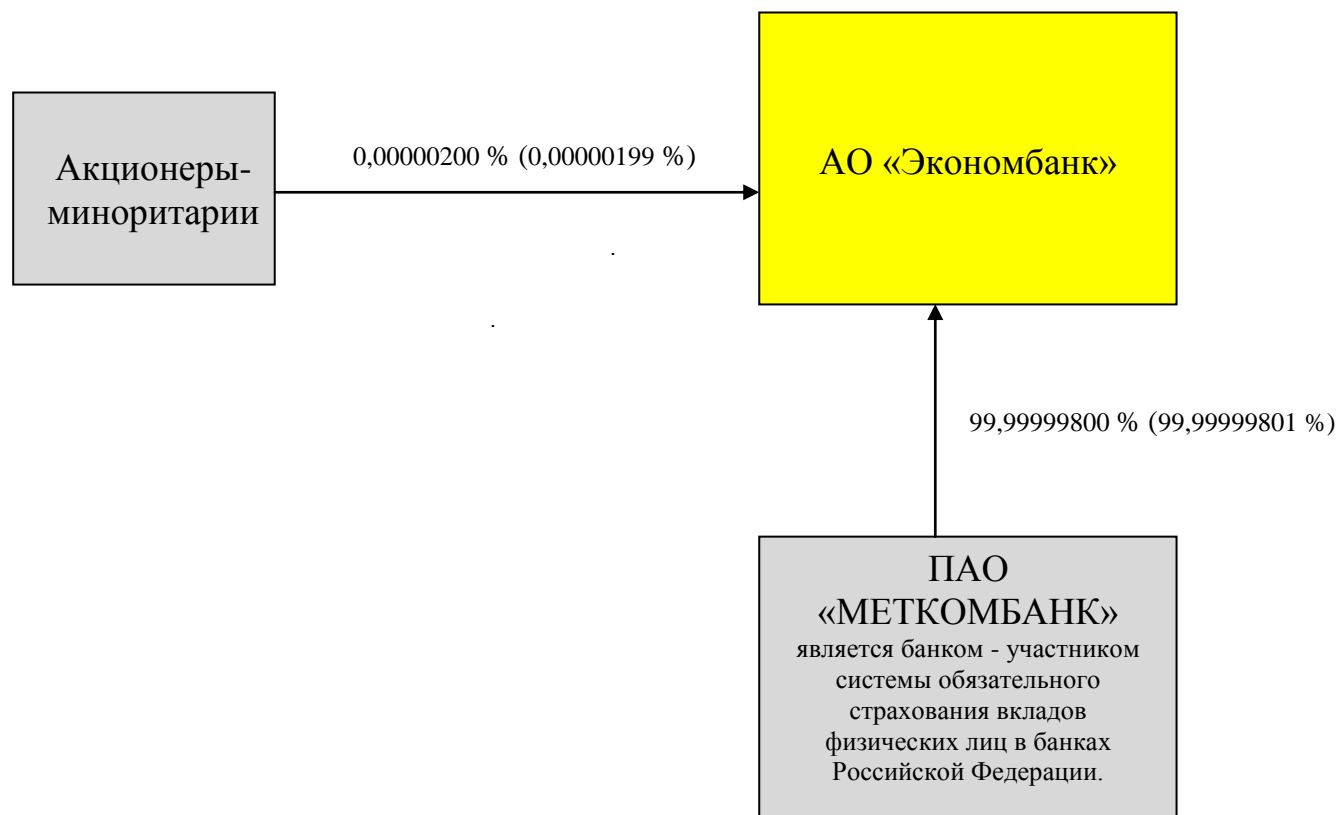 Акционеры-
миноритарии
0,00000200 % (0,00000199 %)
АО «Экономбанк»
99,99999800 % (99,99999801 %)
ПАО
«МЕТКОМБАНК»
является банком - участником
системы обязательного
страхования вкладов
физических лиц в банках
Российской Федерации.